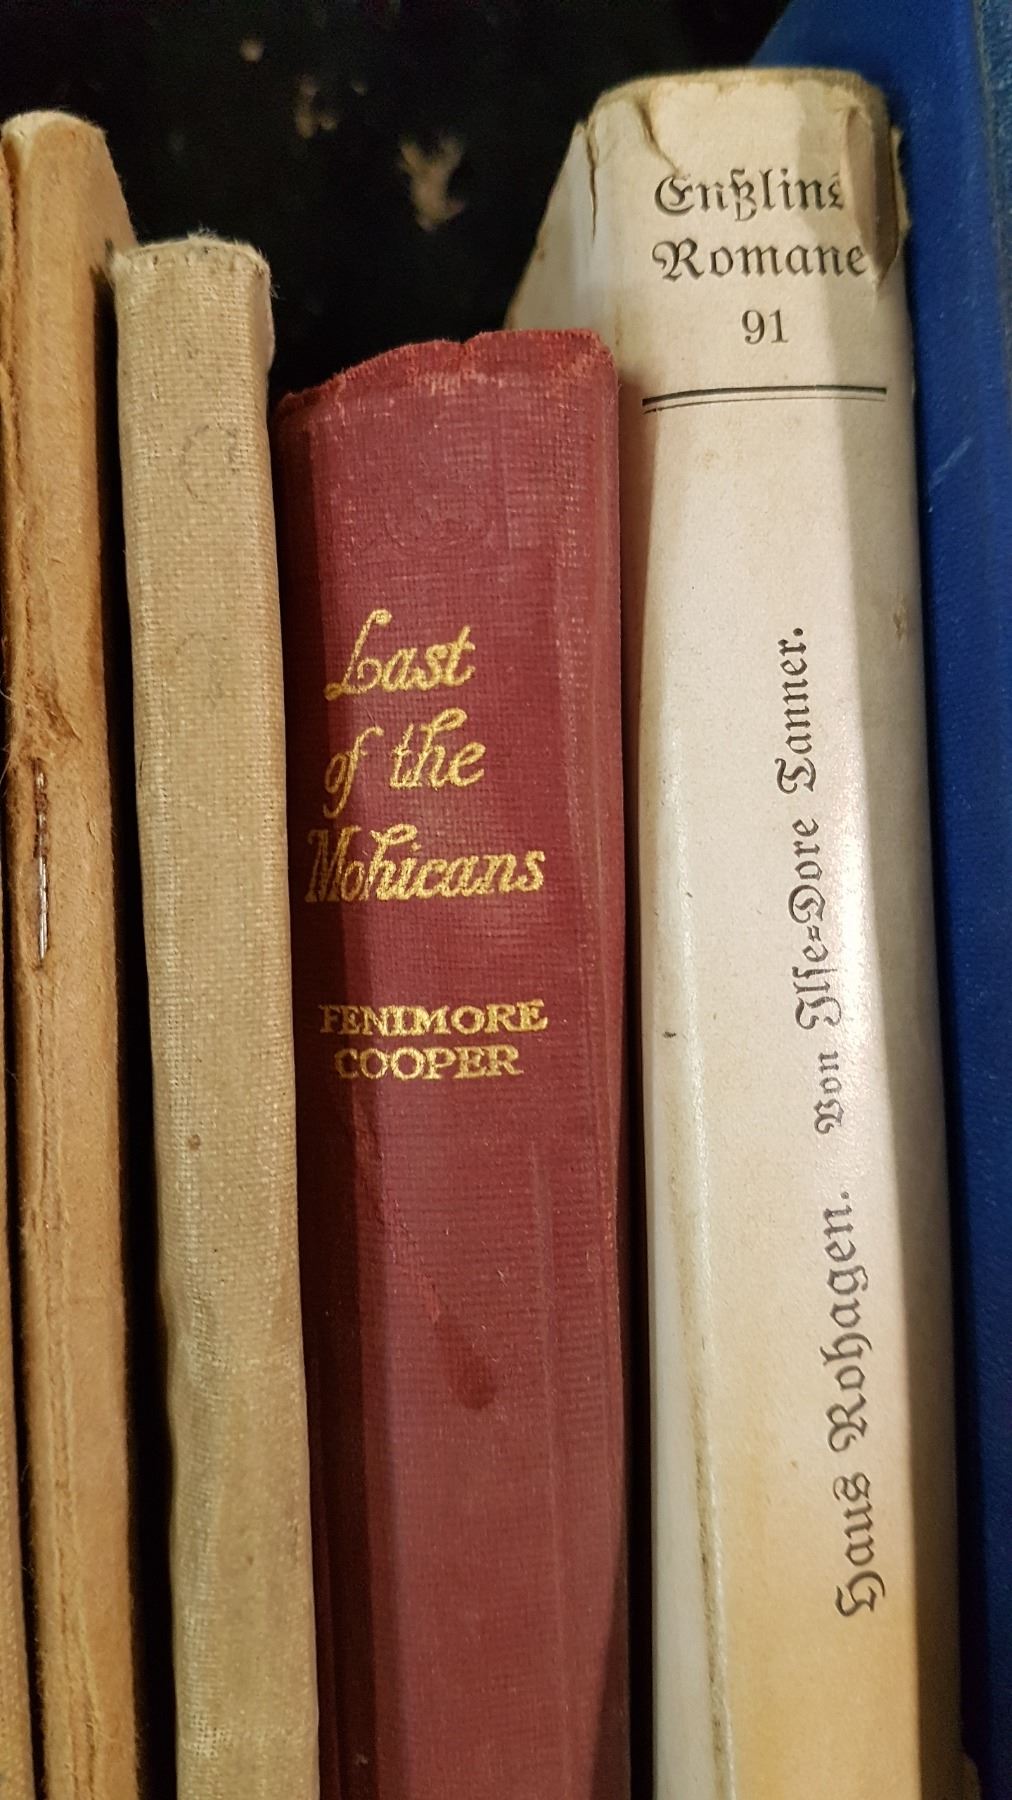 Last
of the
Mohicans
FENIMORE
COOPER
Enßlins
Romane
91
Haus Rohagen. Von Ilse=Dore Tanner.